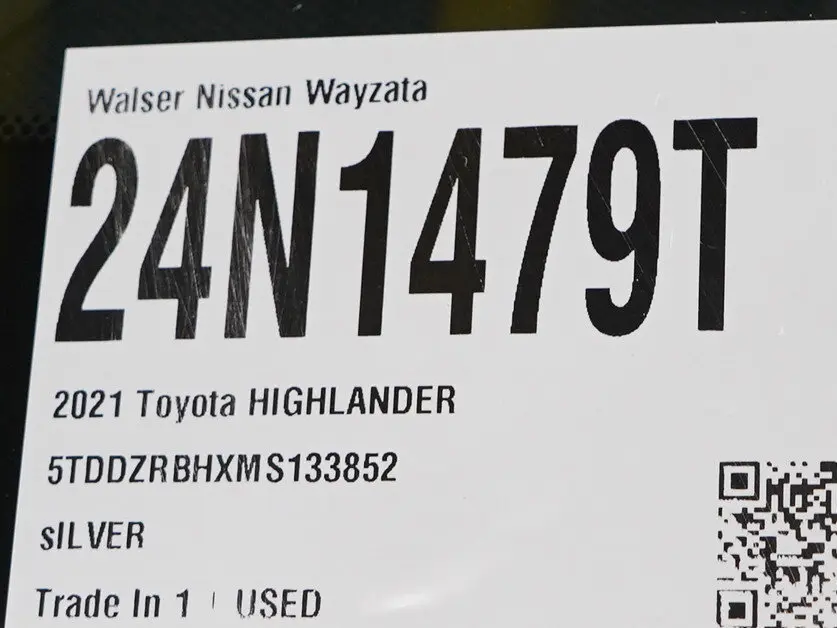 Walser Nissan Wayzata
24N1479T
2021 Toyota HIGHLANDER
5TDDZRBHXMS133852
sILVER
Trade In 1 | USED